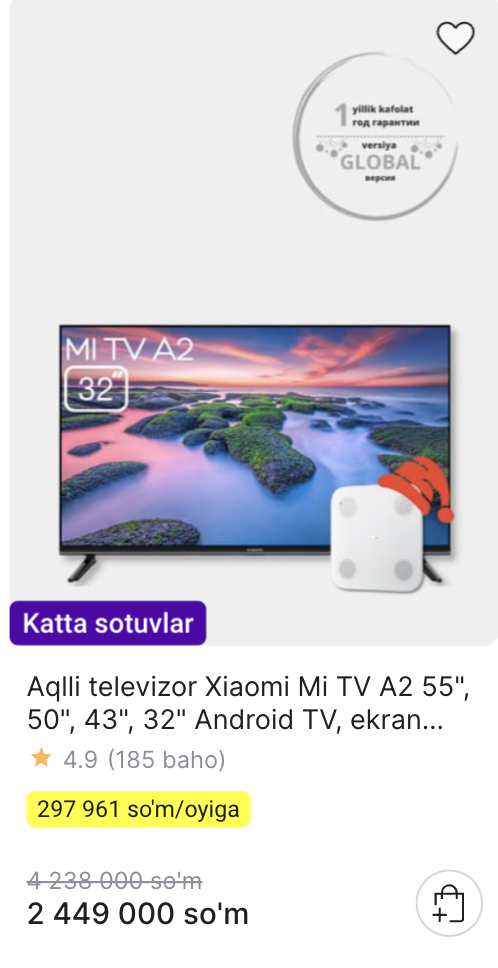 1 yillik kafolat
год гарантии
versiya
GLOBAL
версия
MI TV A2
32"
Katta sotuvlar
Aqlli televizor Xiaomi Mi TV A2 55",
50", 43", 32" Android TV, ekran...
4.9 (185 baho)
297 961 so'm/oyiga
4 238 000 so'm
2 449 000 so'm